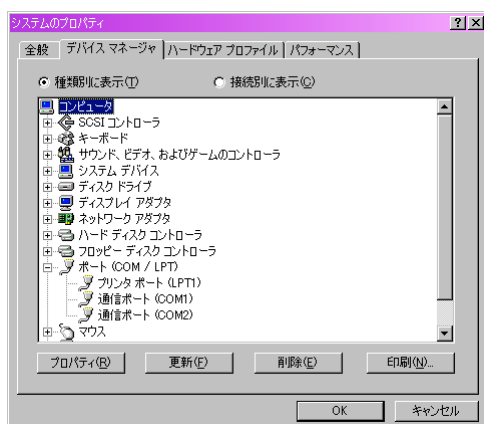 システムのプロパティ
全般 デバイス マネージャ ハードウェア プロファイル パフォーマンス
種類別に表示(T) 接続別に表示(C)
コンピュータ
SCSI コントローラ
キーボード
サウンド、ビデオ、およびゲームのコントローラ
システム デバイス
ディスク ドライブ
ディスプレイ アダプタ
ネットワーク アダプタ
ハード ディスク コントローラ
フロッピー ディスク コントローラ
ポート (COM / LPT)
プリンタ ポート (LPT1)
通信ポート (COM1)
通信ポート (COM2)
マウス
プロパティ(R) 更新(F) 削除(E) 印刷(N)...
OK キャンセル